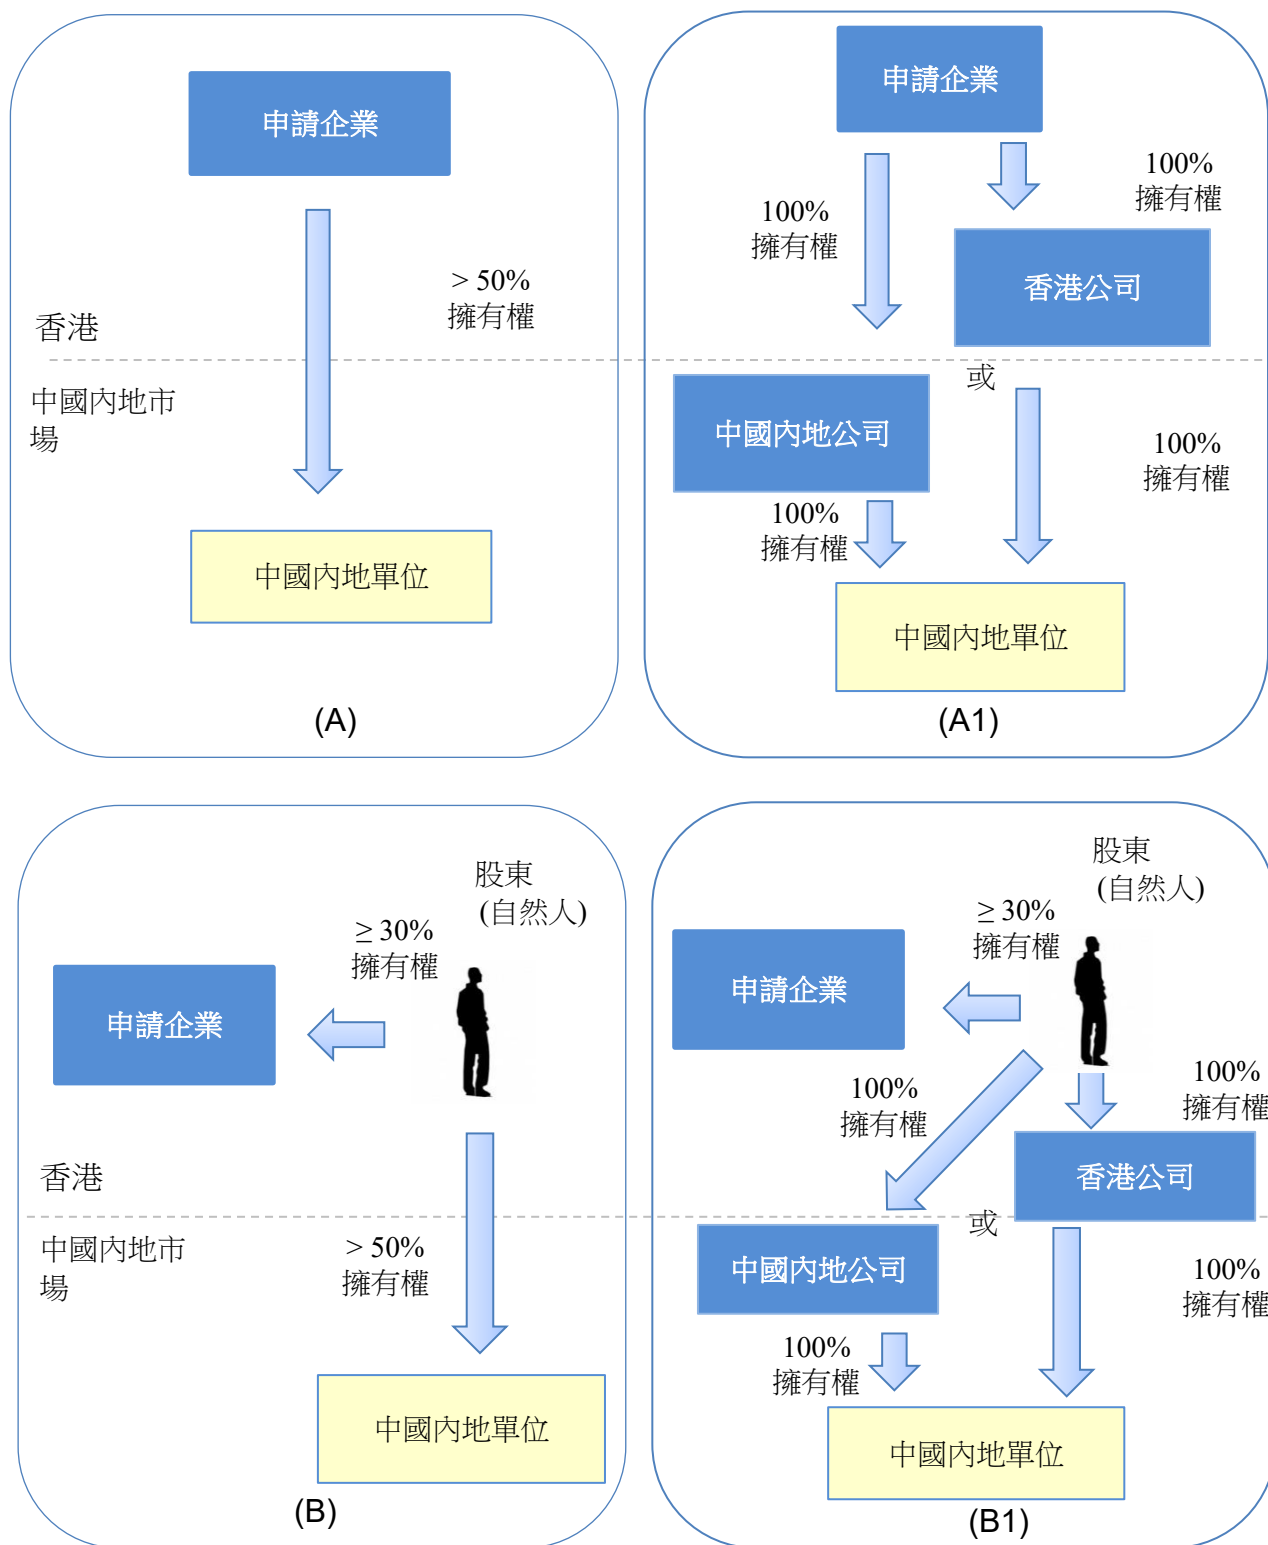 申請企業
> 50%
擁有權
香港
中國內地市
場
中國內地單位
(A)
申請企業
100%
擁有權
100%
擁有權
香港公司
或
中國內地公司
100%
擁有權
100%
擁有權
中國內地單位
(A1)
股東
(自然人)
≥ 30%
擁有權
申請企業
香港
中國內地市
場
> 50%
擁有權
中國內地單位
(B)
股東
(自然人)
≥ 30%
擁有權
申請企業
100%
擁有權
100%
擁有權
香港公司
或
中國內地公司
100%
擁有權
100%
擁有權
中國內地單位
(B1)